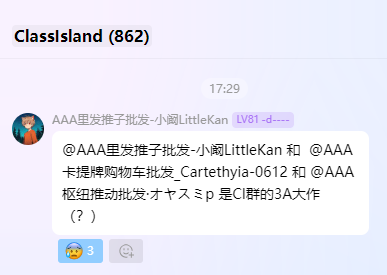 ClassIsland (862)
17:29
AAA里发推子批发-小阚LittleKan LV81 -d----
@AAA里发推子批发-小阚LittleKan 和 @AAA
卡提牌购物车批发_Cartethyia-0612 和 @AAA
枢纽推动批发·オヤスミp 是CI群的3A大作
（？）
3